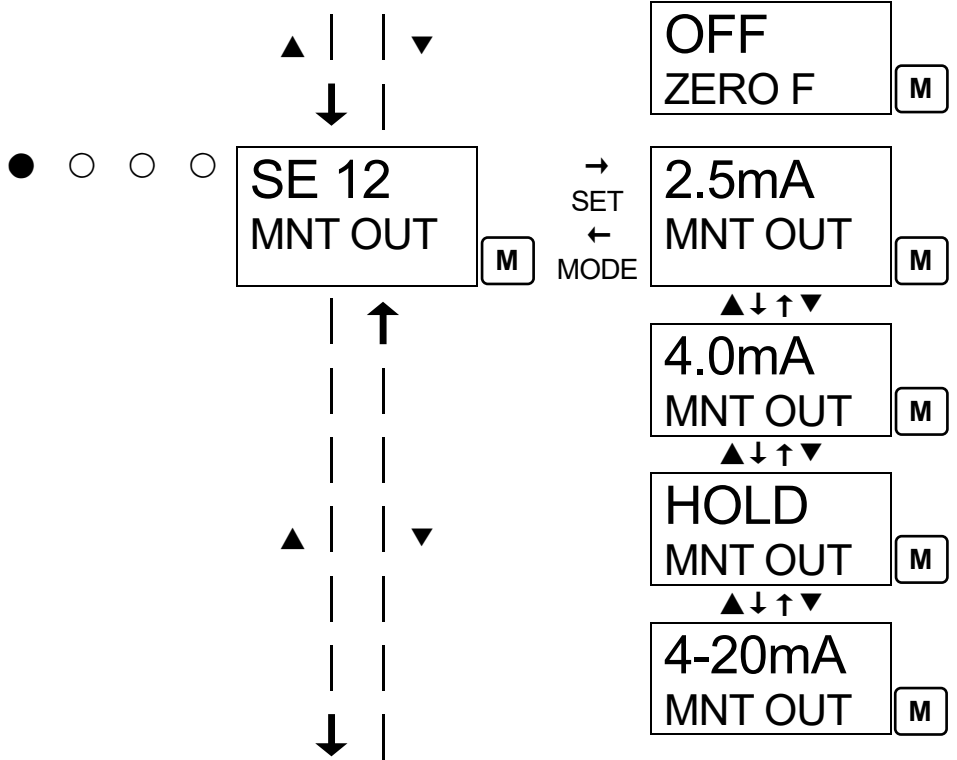 ▲ ▼
OFF
ZERO F
M
● ○ ○ ○
SE 12
MNT OUT
M
→
SET
←
MODE
2.5mA
MNT OUT
M
▲↓↑▼
4.0mA
MNT OUT
M
▲↓↑▼
HOLD
MNT OUT
M
▲ ▼
▲↓↑▼
4-20mA
MNT OUT
M